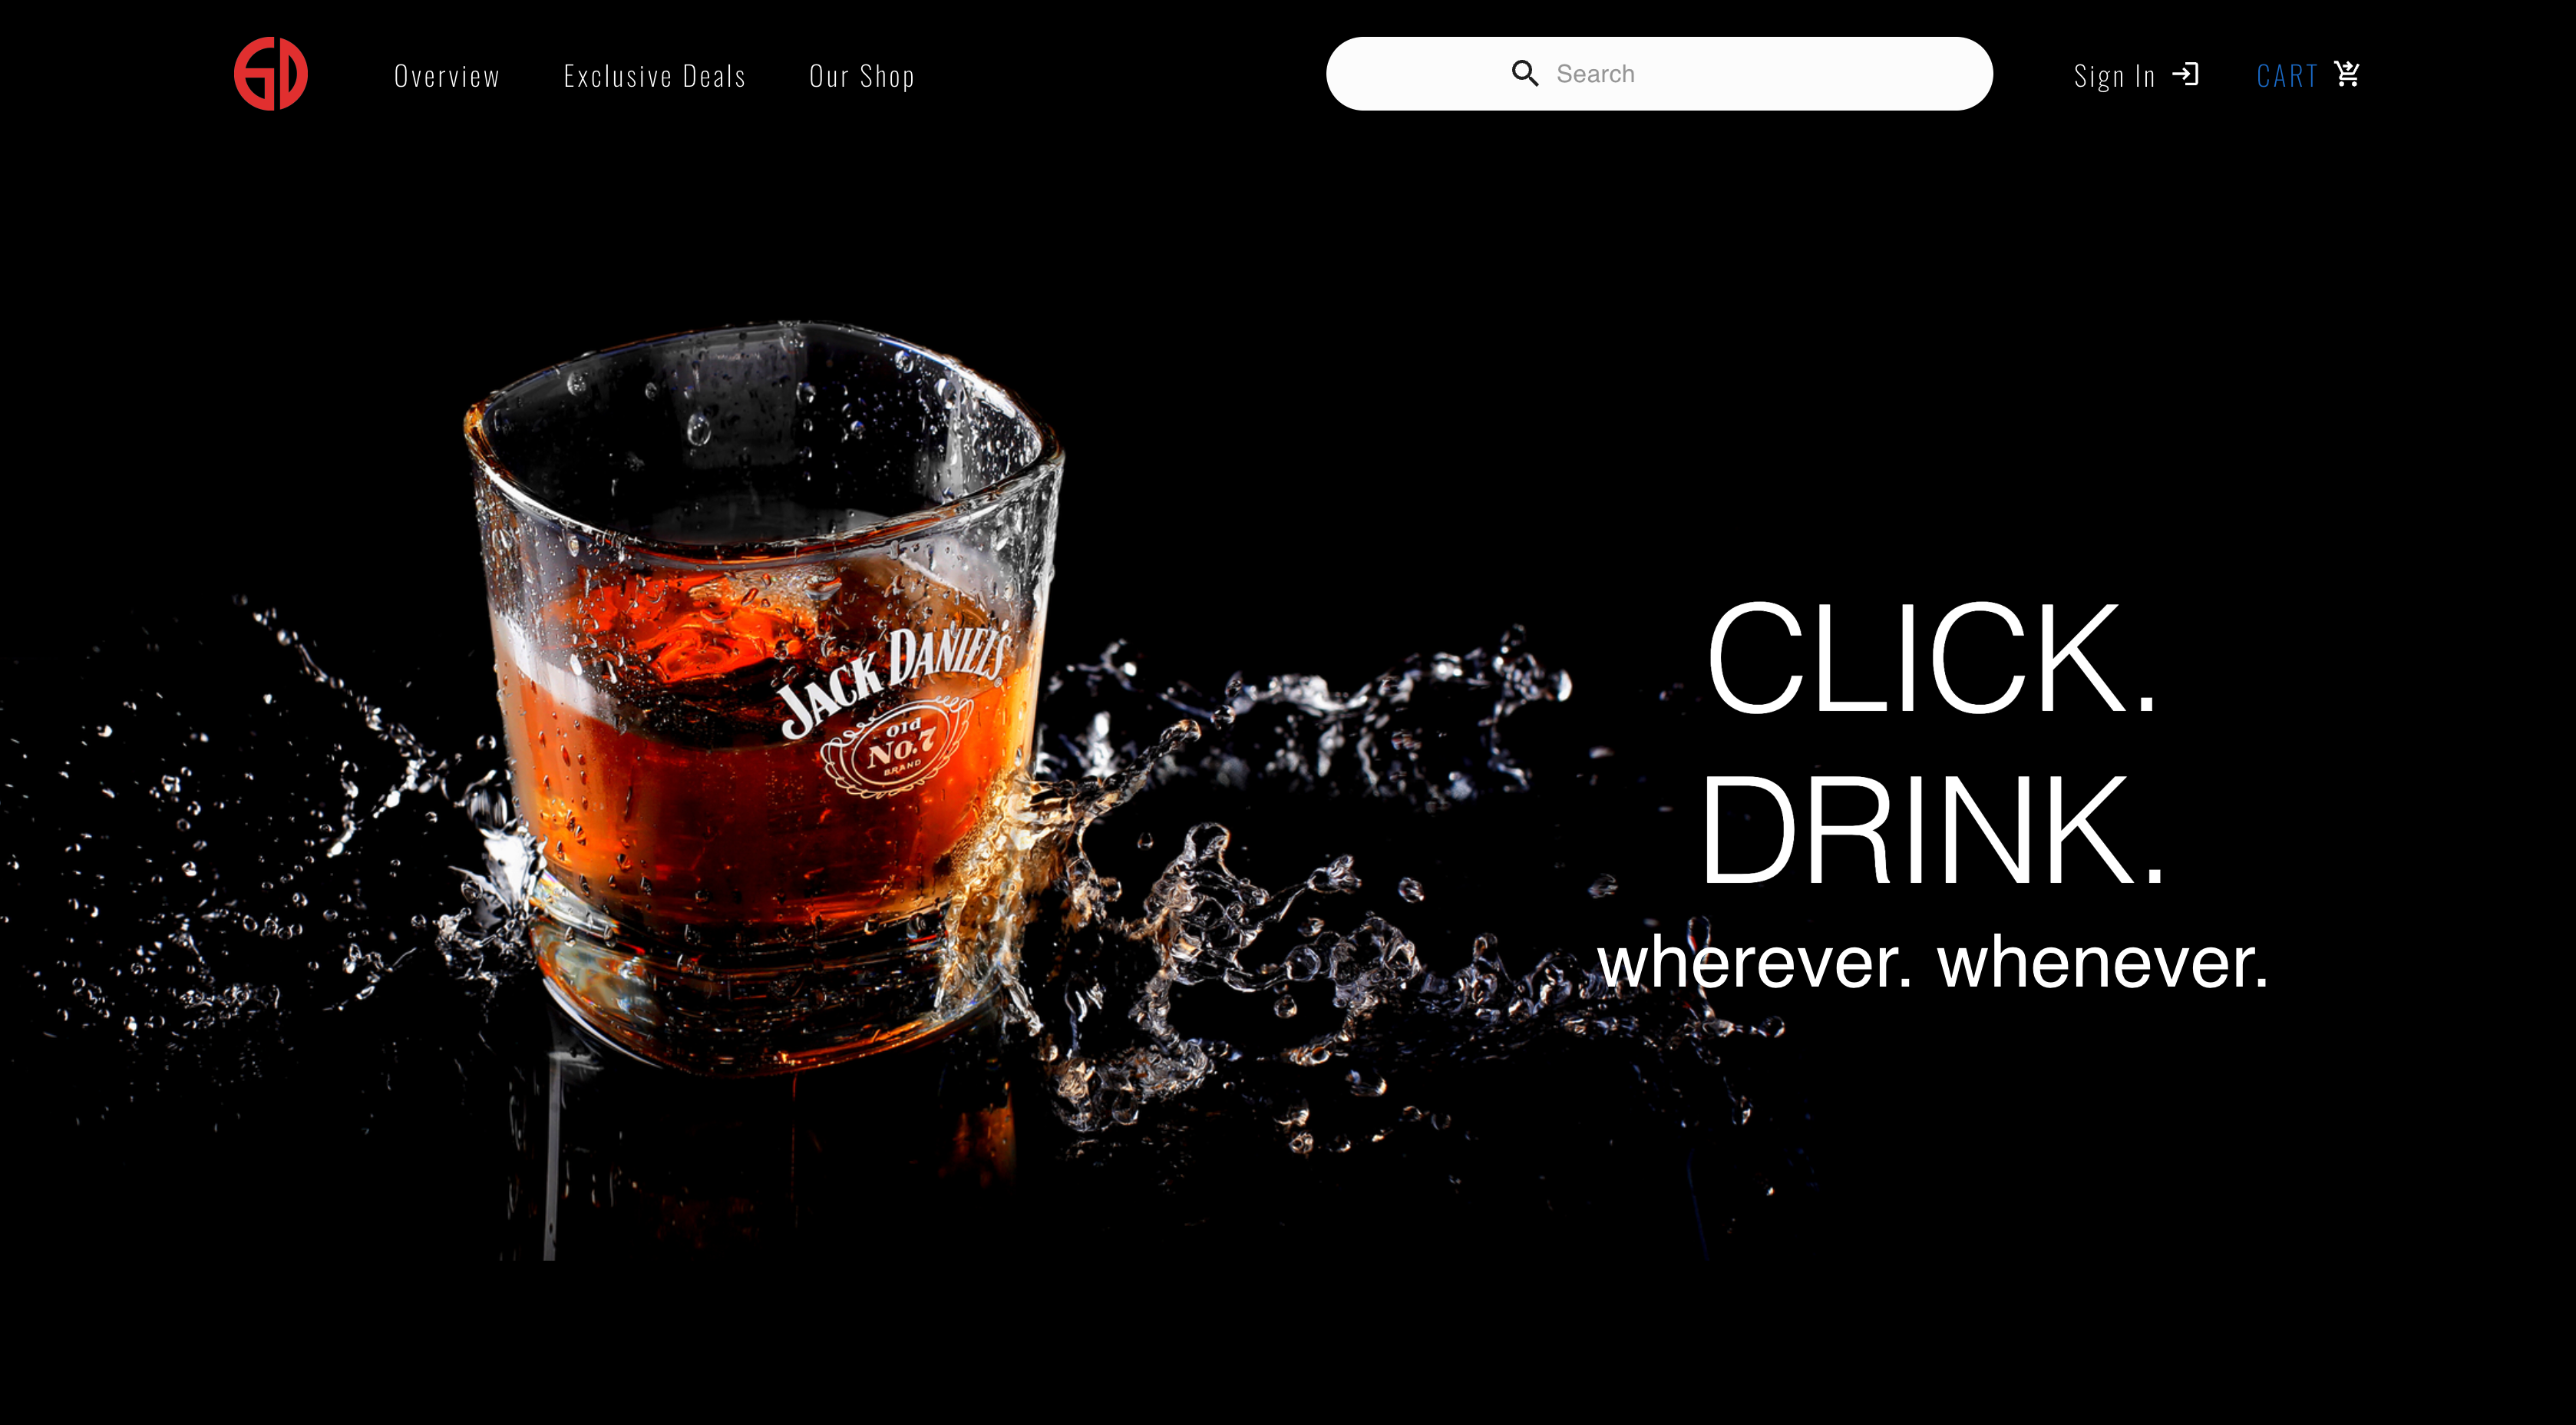 GD
Overview
Exclusive Deals
Our Shop
Search
Sign In
CART
JACK DANIEL'S®
Old
No.7
BRAND
CLICK.
DRINK.
wherever. whenever.